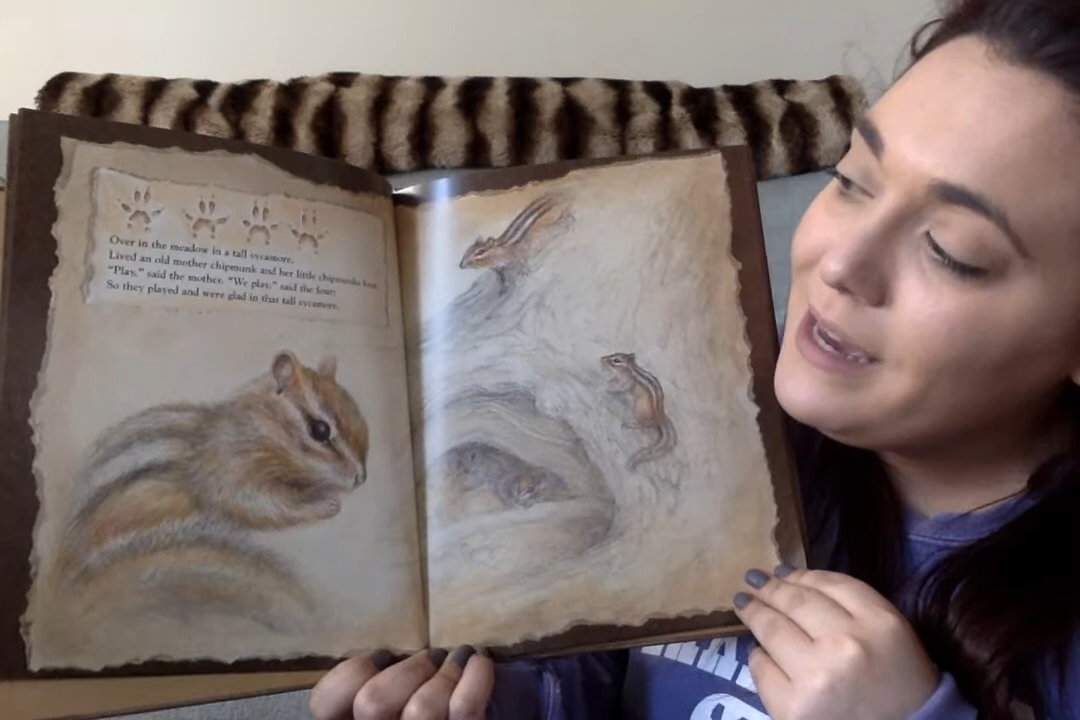 Over in the meadow in a tall sycamore,
Lived an old mother chipmunk and her little chipmunks four.
"Play," said the mother. "We play," said the four;
So they played and were glad in that tall sycamore.